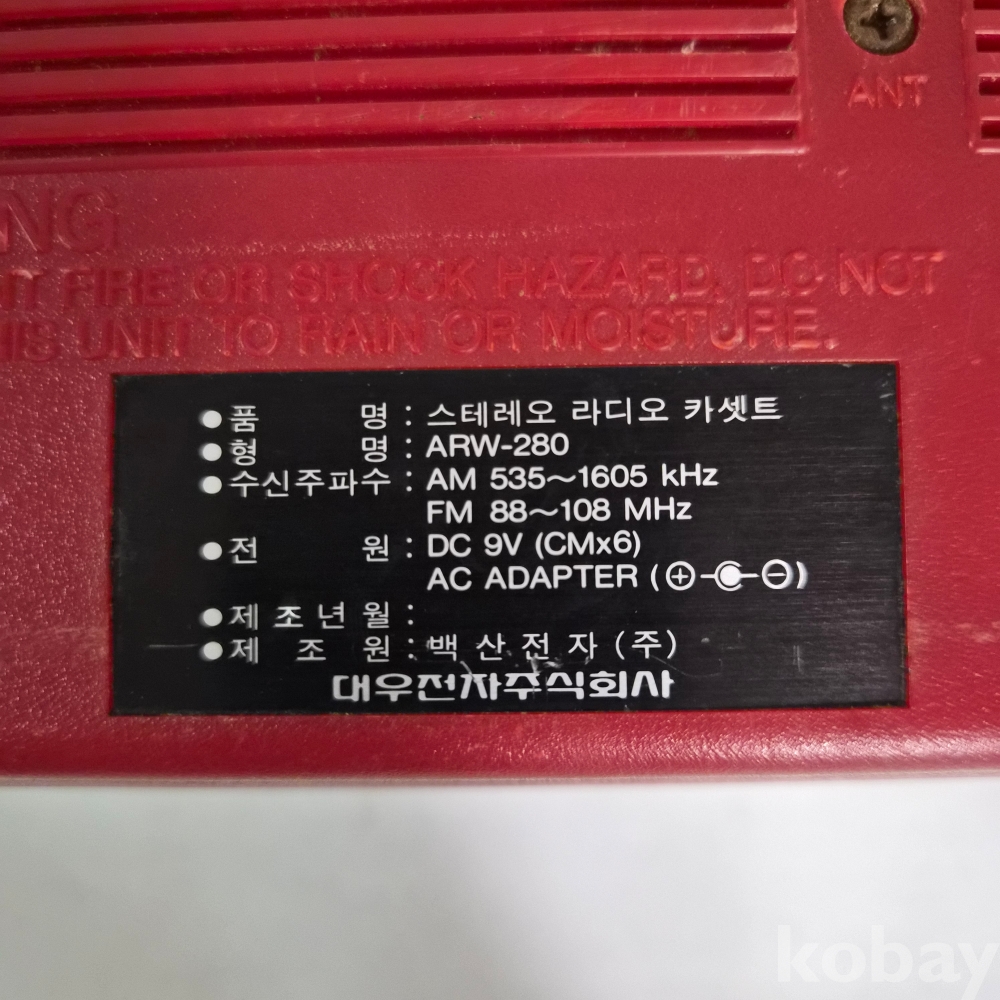 ANT
NG
NT FIRE OR SHOCK HAZARD, DO NOT
HIS UNIT TO RAIN OR MOISTURE.
● 품 명 : 스테레오 라디오 카셋트
● 형 명 : ARW-280
● 수신주파수 : AM 535~1605 kHz
FM 88~108 MHz
● 전 원 : DC 9V (CMx6)
AC ADAPTER (⊕-●-⊖)
● 제조년월 :
● 제 조 원 : 백산전자(주)
대우전자주식회사
kobay